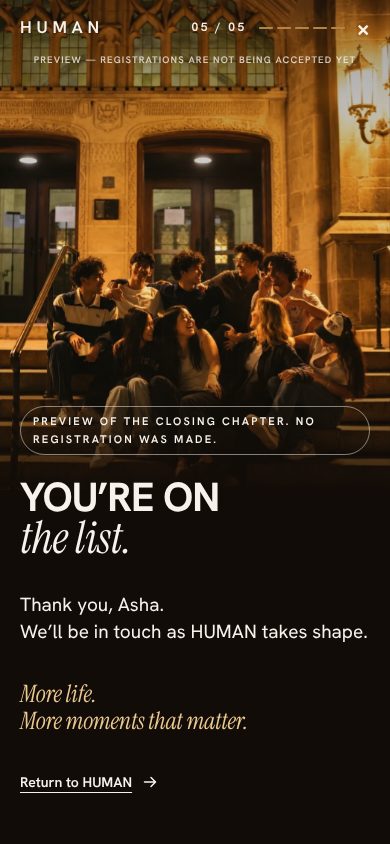 HUMAN
05 / 05
×
PREVIEW — REGISTRATIONS ARE NOT BEING ACCEPTED YET
PREVIEW OF THE CLOSING CHAPTER. NO
REGISTRATION WAS MADE.
YOU’RE ON
the list.
Thank you, Asha.
We’ll be in touch as HUMAN takes shape.
More life.
More moments that matter.
Return to HUMAN →